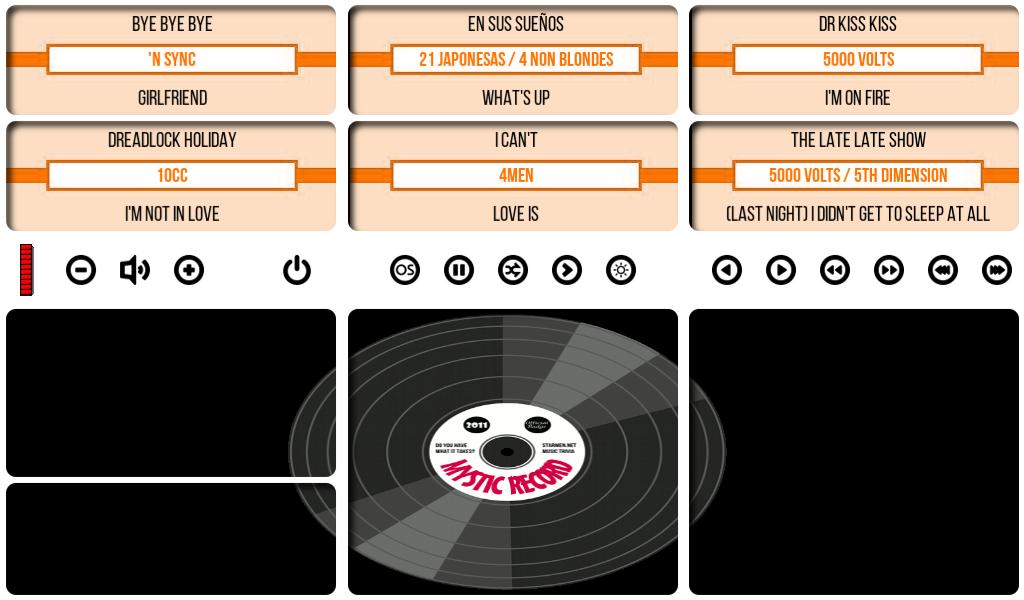 BYE BYE BYE
'N SYNC
GIRLFRIEND
EN SUS SUEÑOS
21 JAPONESAS / 4 NON BLONDES
WHAT'S UP
DR KISS KISS
5000 VOLTS
I'M ON FIRE
DREADLOCK HOLIDAY
10CC
I'M NOT IN LOVE
I CAN'T
4MEN
LOVE IS
THE LATE LATE SHOW
5000 VOLTS / 5TH DIMENSION
(LAST NIGHT) I DIDN'T GET TO SLEEP AT ALL
OS
2011
Official
Badge
DO YOU HAVE
WHAT IT TAKES?
STARMEN.NET
MUSIC TRIVIA
MYSTIC RECORD